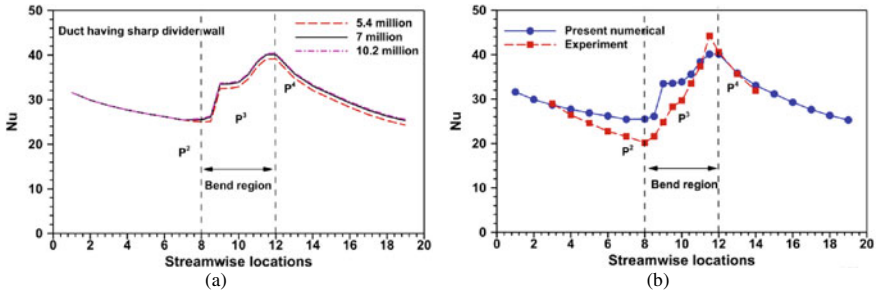 Duct having sharp divider wall
5.4 million
7 million
10.2 million
50
40
30
20
10
0
Nu
P2
P3
P4
Bend region
0 2 4 6 8 10 12 14 16 18 20
Streamwise locations
(a)
Present numerical
Experiment
50
40
30
20
10
0
Nu
P2
P3
P4
Bend region
0 2 4 6 8 10 12 14 16 18 20
Streamwise locations
(b)